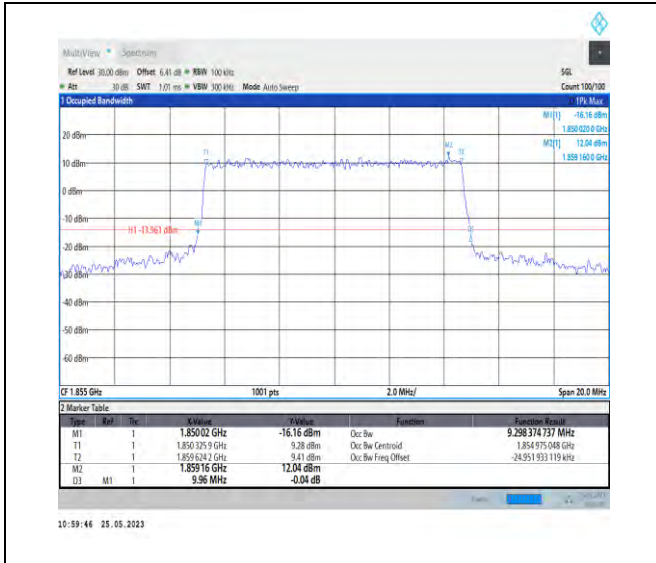 MultiView Spectrum
Ref Level 30.00 dBm Offset 6.41 dB RBW 100 kHz SGL
Att 30 dB SWT 1.01 ms VBW 300 kHz Mode Auto Sweep Count 100/100
1 Occupied Bandwidth 1Pk Max
M1[1] -16.16 dBm
1.850 020 0 GHz
20 dBm M2[1] 12.04 dBm
1.859 160 0 GHz
T1 M2 T2
10 dBm
0 dBm
-10 dBm
H1 -13.961 dBm M1
-20 dBm
-30 dBm
-40 dBm
-50 dBm
-60 dBm
CF 1.855 GHz 1001 pts 2.0 MHz/ Span 20.0 MHz
2 Marker Table
Type Ref Trc X-Value Y-Value Function Function Result
M1 1 1.85002 GHz -16.16 dBm Occ Bw 9.298 374 737 MHz
T1 1 1.850 325 9 GHz 9.28 dBm Occ Bw Centroid 1.854 975 048 GHz
T2 1 1.859 624 2 GHz 9.41 dBm Occ Bw Freq Offset -24.951 933 119 kHz
M2 1 1.85916 GHz 12.04 dBm
D3 M1 1 9.96 MHz -0.04 dB
10:59:46 25.05.2023